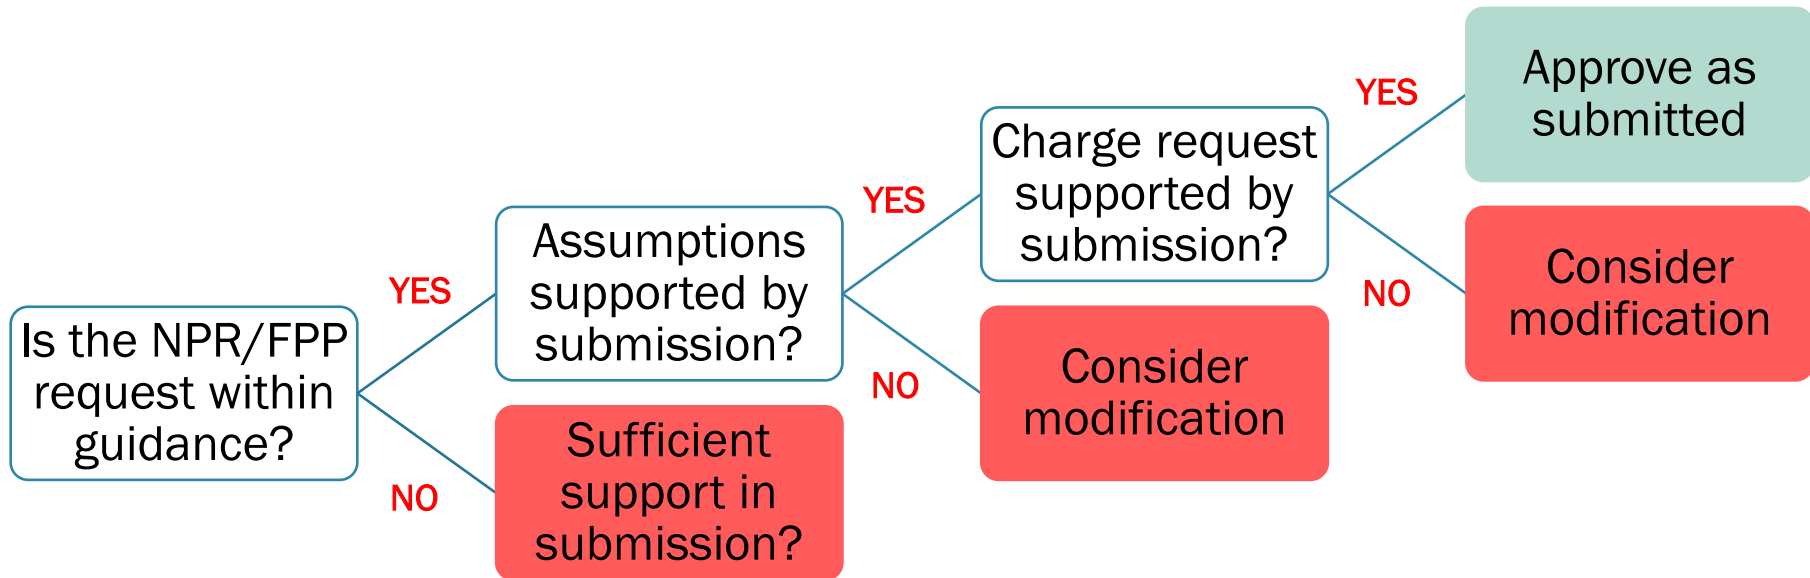 Is the NPR/FPP
request within
guidance?
YES
NO
Assumptions
supported by
submission?
Sufficient
support in
submission?
YES
NO
Charge request
supported by
submission?
Consider
modification
YES
NO
Approve as
submitted
Consider
modification